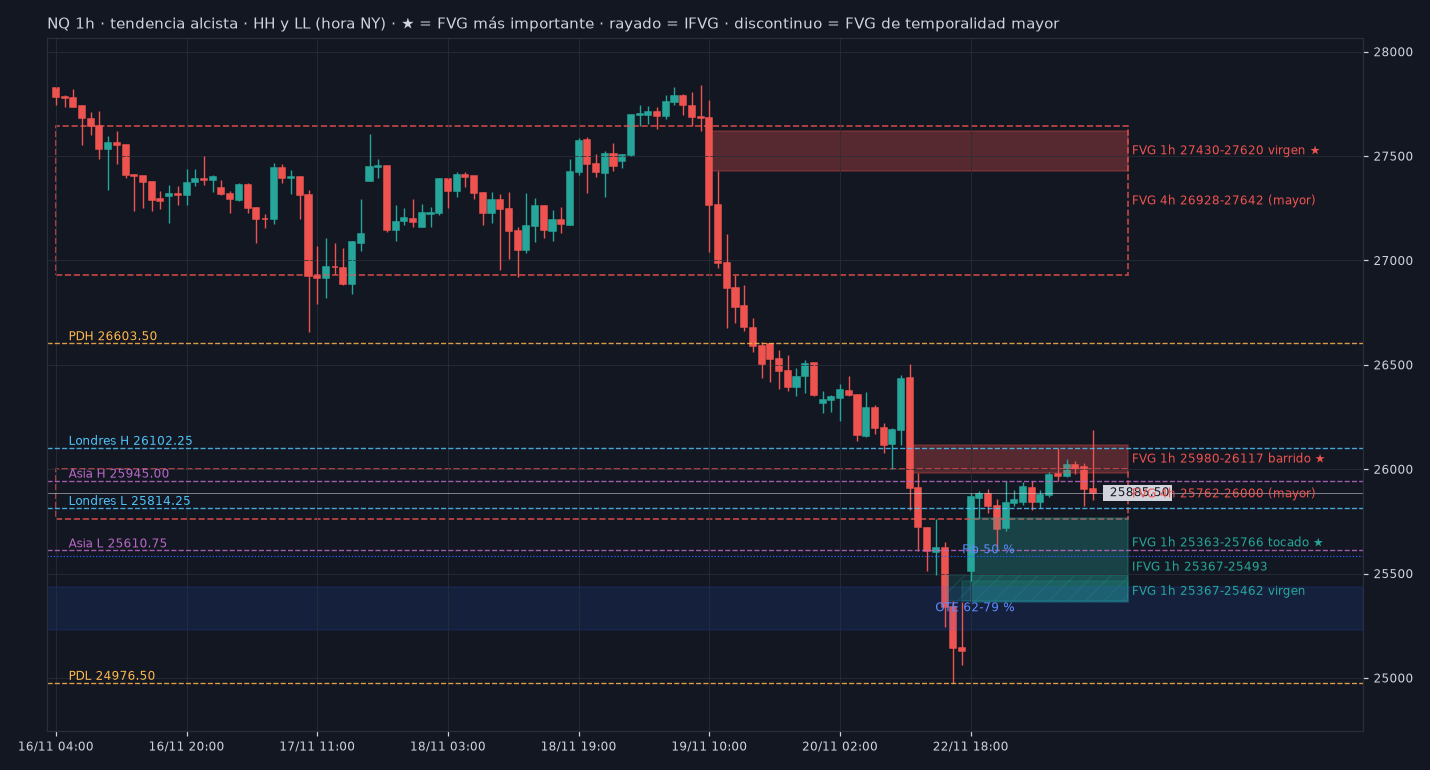 NQ 1h · tendencia alcista · HH y LL (hora NY) · ★ = FVG más importante · rayado = IFVG · discontinuo = FVG de temporalidad mayor
28000
27500
27000
26500
26000
25500
25000
FVG 1h 27430-27620 virgen ★
FVG 4h 26928-27642 (mayor)
PDH 26603.50
Londres H 26102.25
FVG 1h 25980-26117 barrido ★
Asia H 25945.00
25885.50
25762-26000 (mayor)
Londres L 25814.25
Asia L 25610.75
FVG 1h 25363-25766 tocado ★
50 %
IFVG 1h 25367-25493
FVG 1h 25367-25462 virgen
OTE 62-79 %
PDL 24976.50
16/11 04:00
16/11 20:00
17/11 11:00
18/11 03:00
18/11 19:00
19/11 10:00
20/11 02:00
22/11 18:00